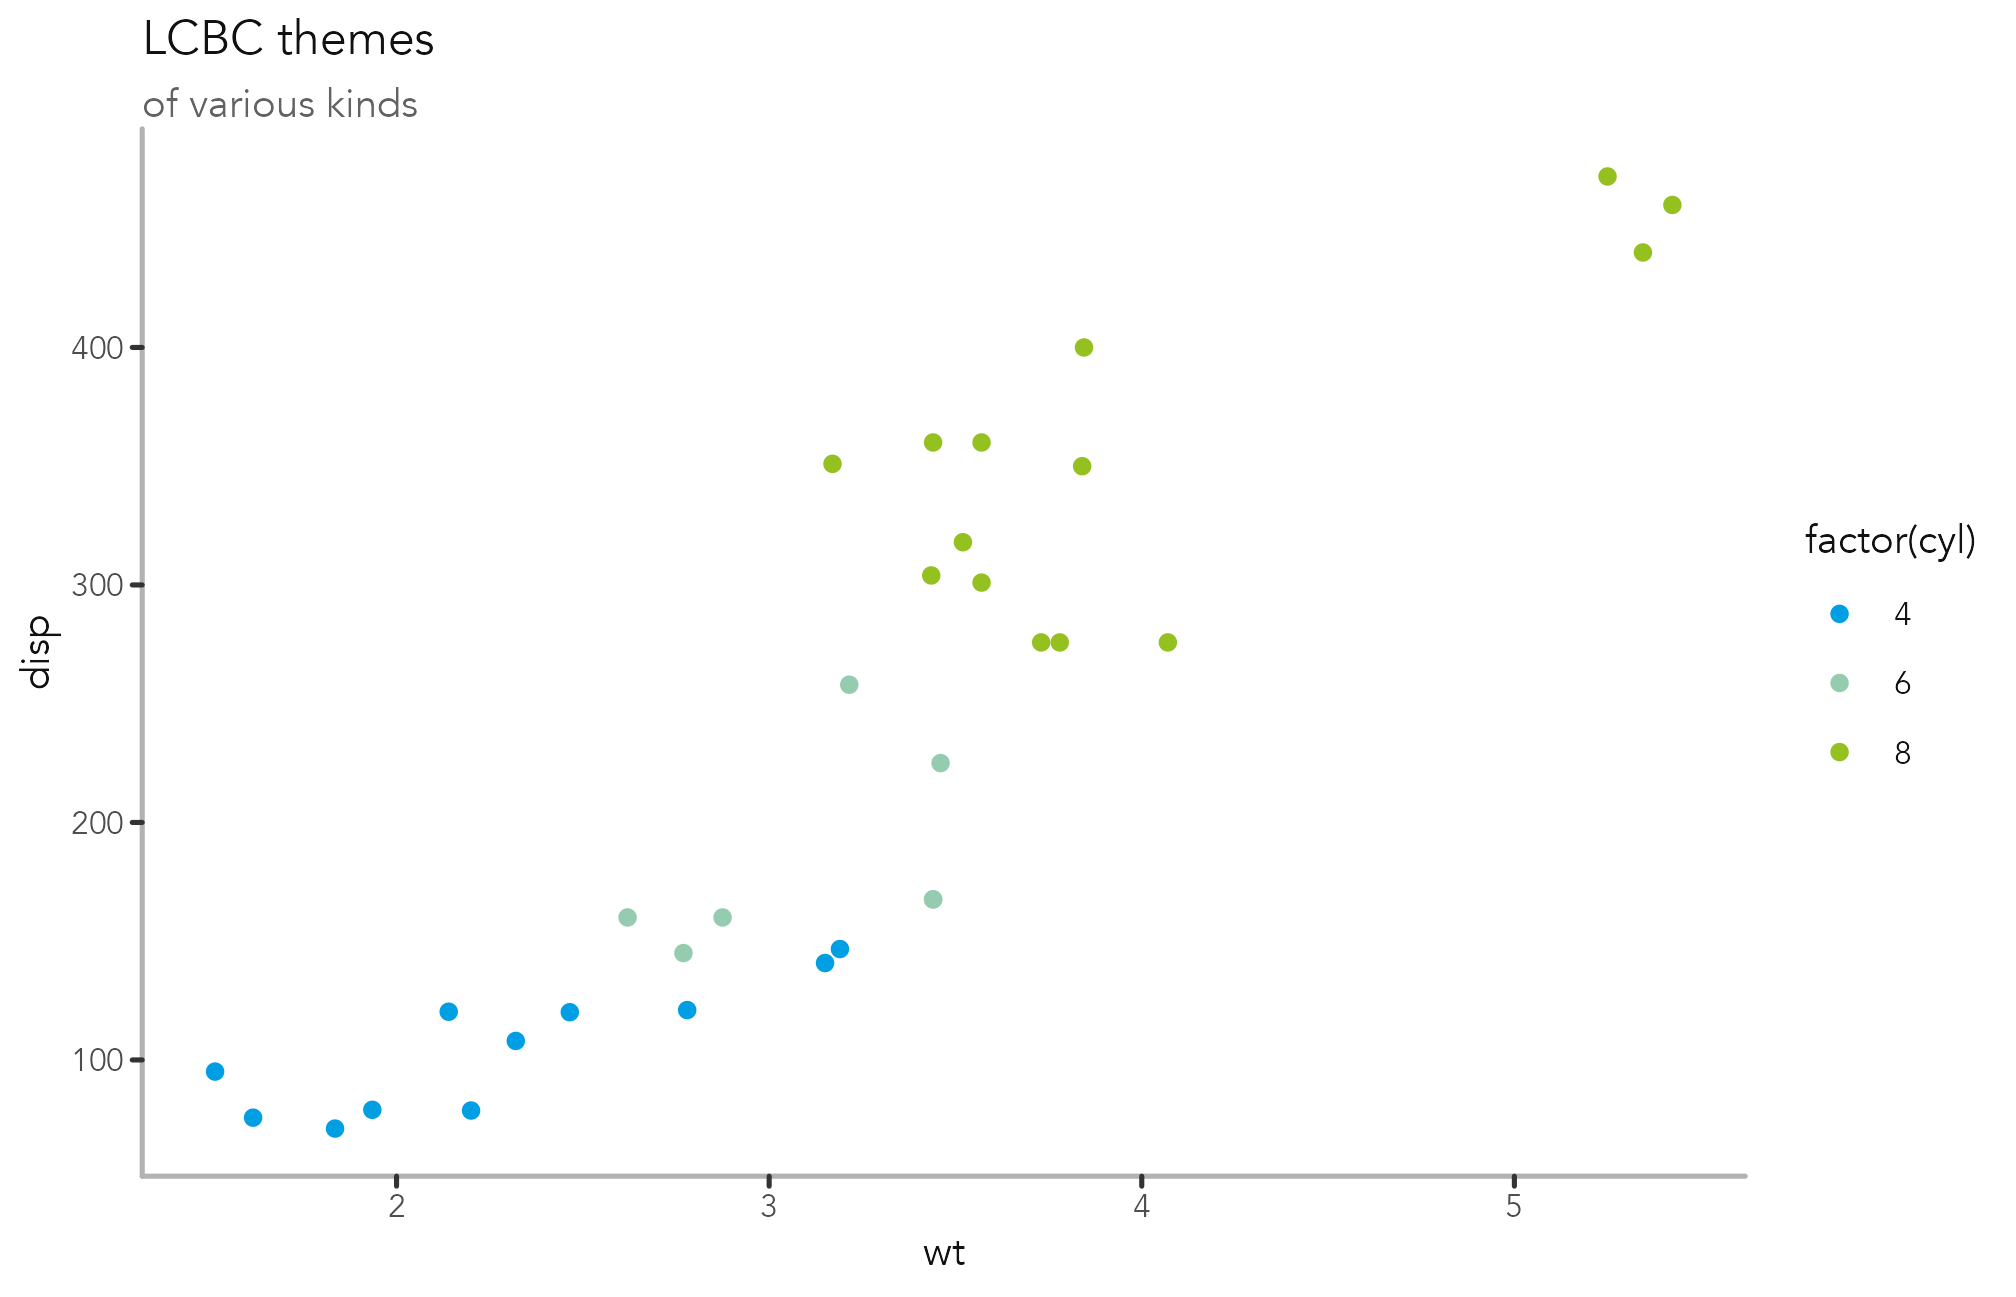 LCBC themes
of various kinds
disp
400
300
200
100
2
3
4
5
wt
factor(cyl)
4
6
8